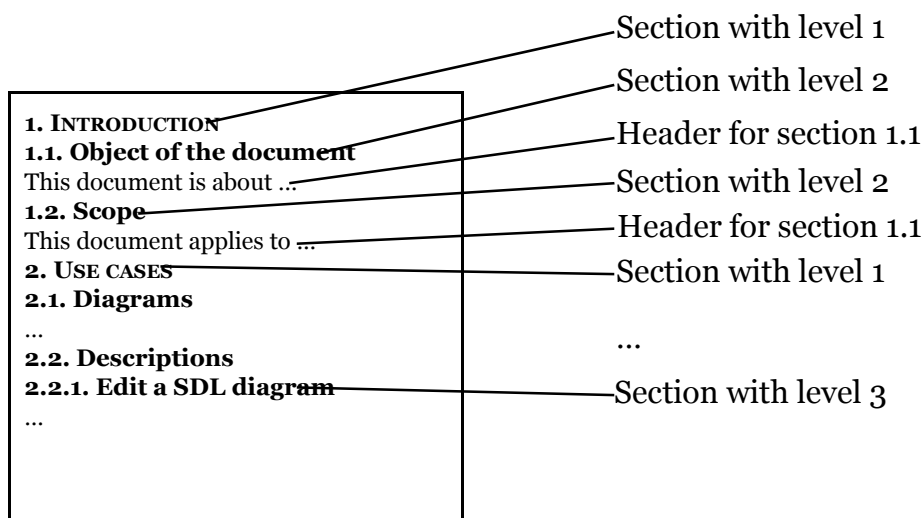 Section with level 1
Section with level 2
1. INTRODUCTION
1.1. Object of the document
Header for section 1.1
This document is about ...
Section with level 2
1.2. Scope
Header for section 1.1
This document applies to ...
2. USE CASES
Section with level 1
2.1. Diagrams
...
...
2.2. Descriptions
2.2.1. Edit a SDL diagram
Section with level 3
...